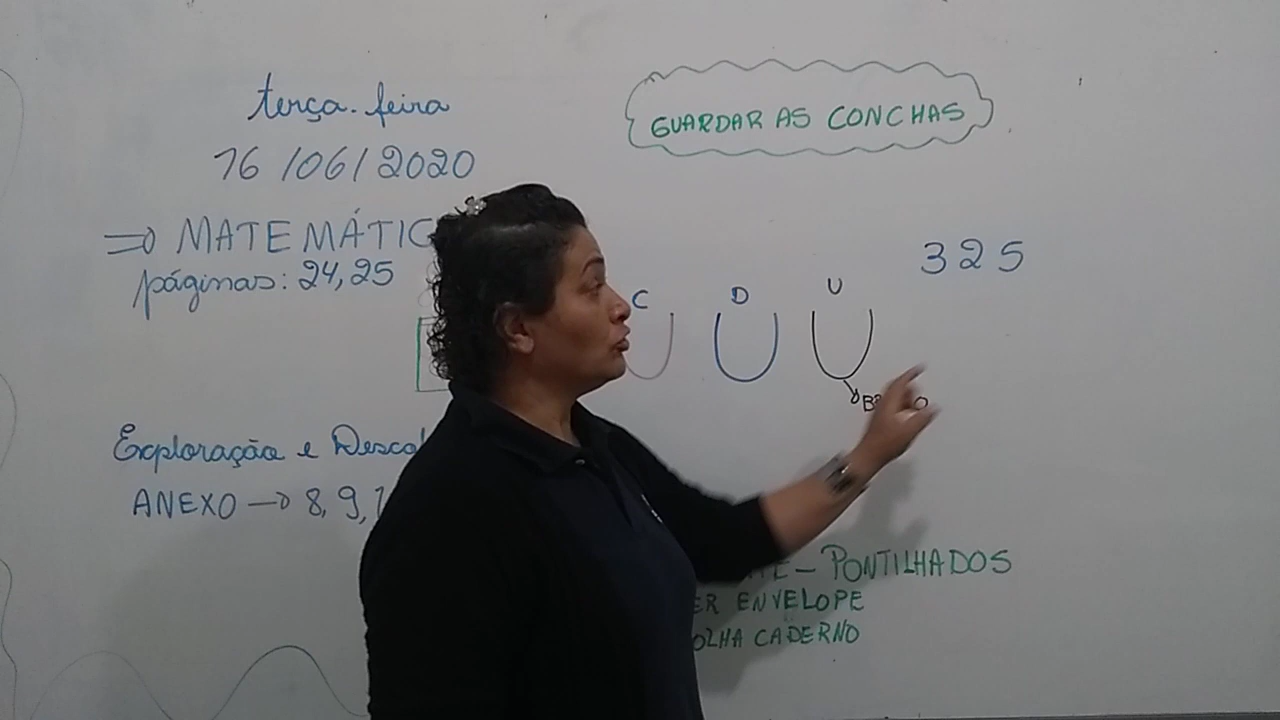 terça-feira
16/06/2020
GUARDAR AS CONCHAS
⇒ MATEMÁTIC
páginas: 24, 25
325
C D U
Exploração e Desco
ANEXO → 8, 9, 1
- PONTILHADOS
ER ENVELOPE
OLHA CADERNO